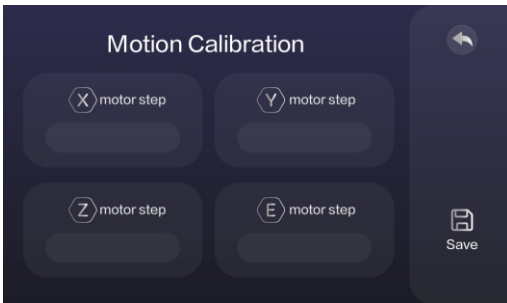 Motion Calibration
X motor step
Y motor step
Z motor step
E motor step
Save